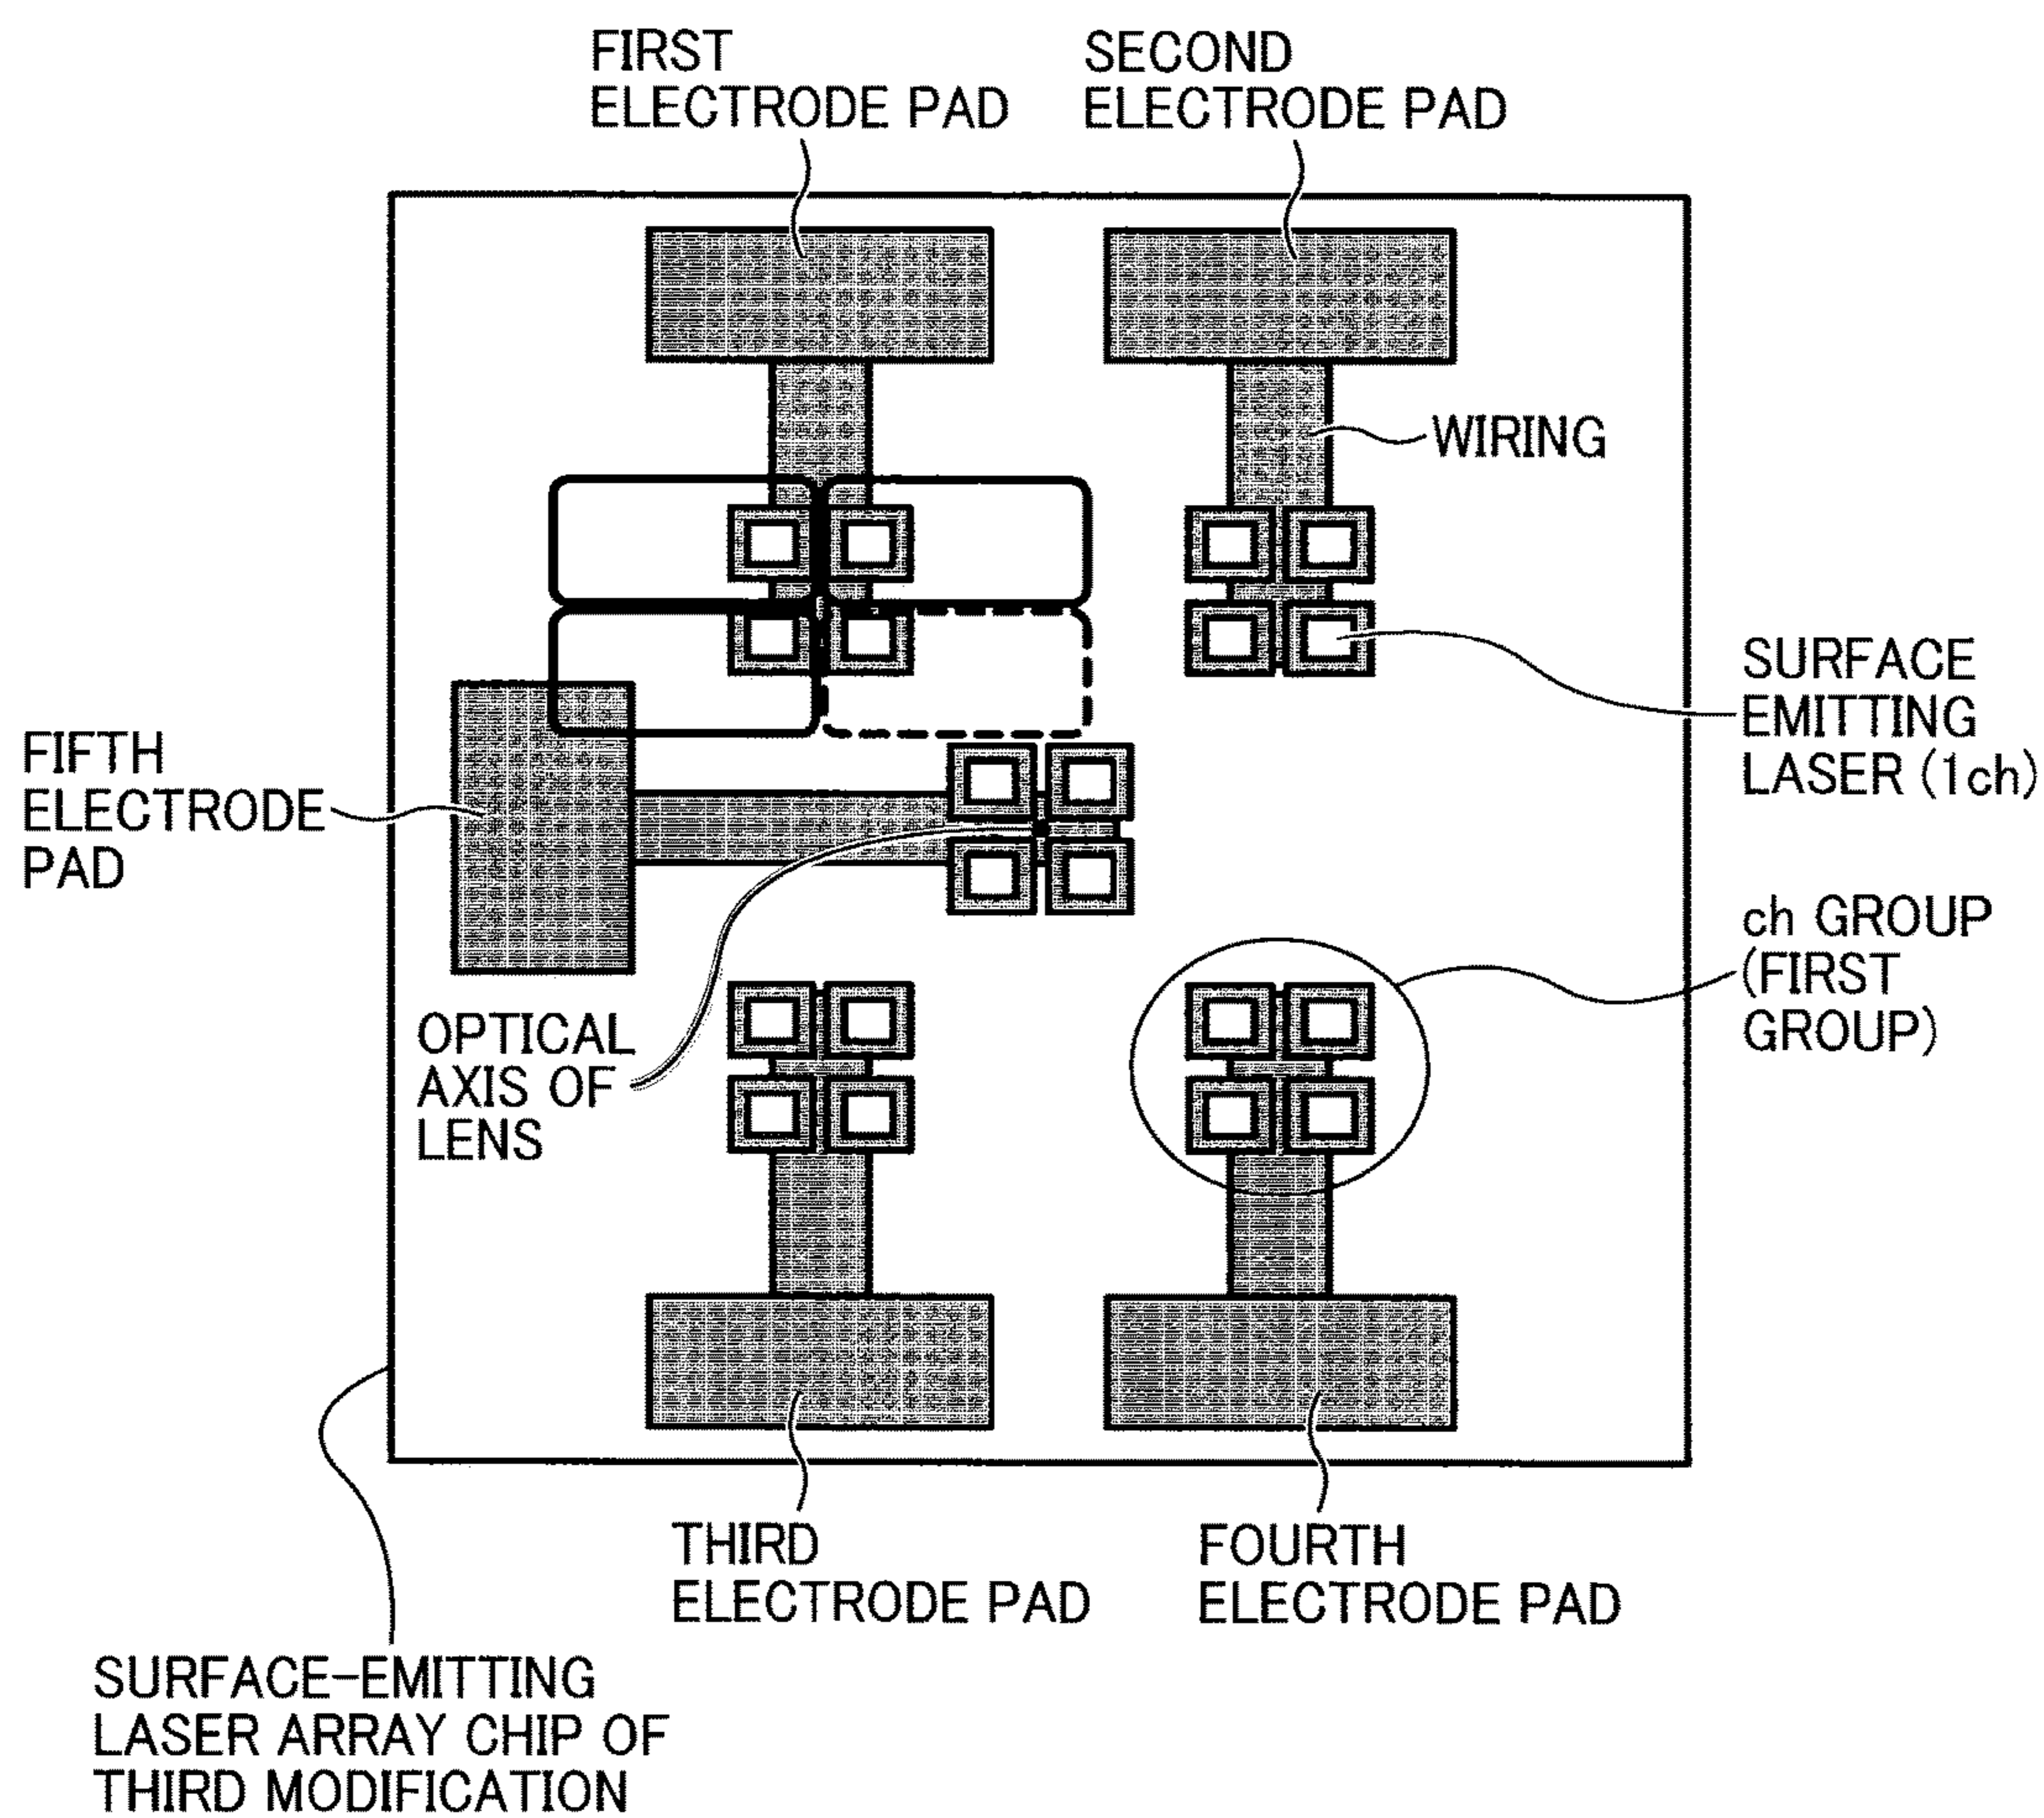 FIRST
ELECTRODE PAD
SECOND
ELECTRODE PAD
WIRING
SURFACE
EMITTING
LASER (1ch)
FIFTH
ELECTRODE
PAD
ch GROUP
(FIRST
GROUP)
OPTICAL
AXIS OF
LENS
THIRD
ELECTRODE PAD
FOURTH
ELECTRODE PAD
SURFACE-EMITTING
LASER ARRAY CHIP OF
THIRD MODIFICATION